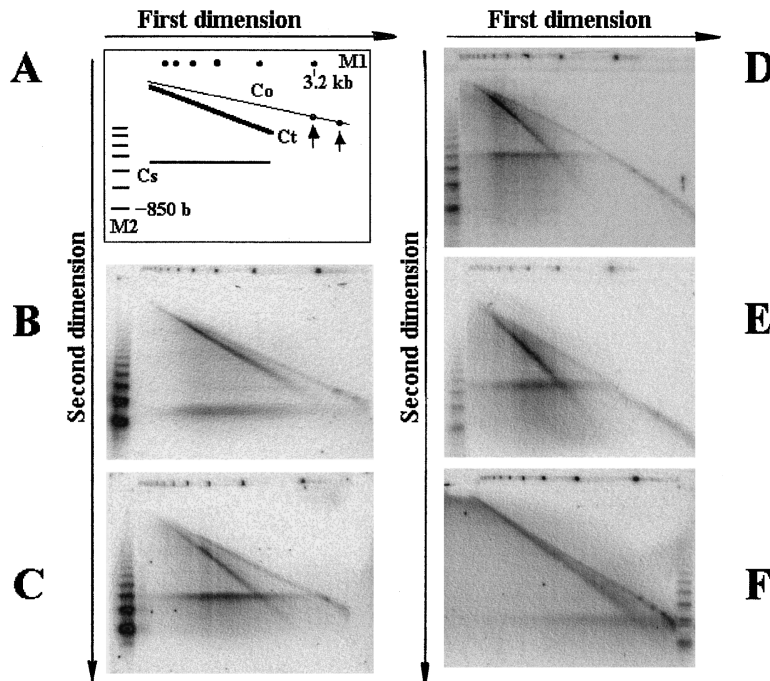 First dimension
First dimension
A
M1
3.2 kb
Co
Ct
Cs
–850 b
M2
Second dimension
Second dimension
B
C
D
E
F